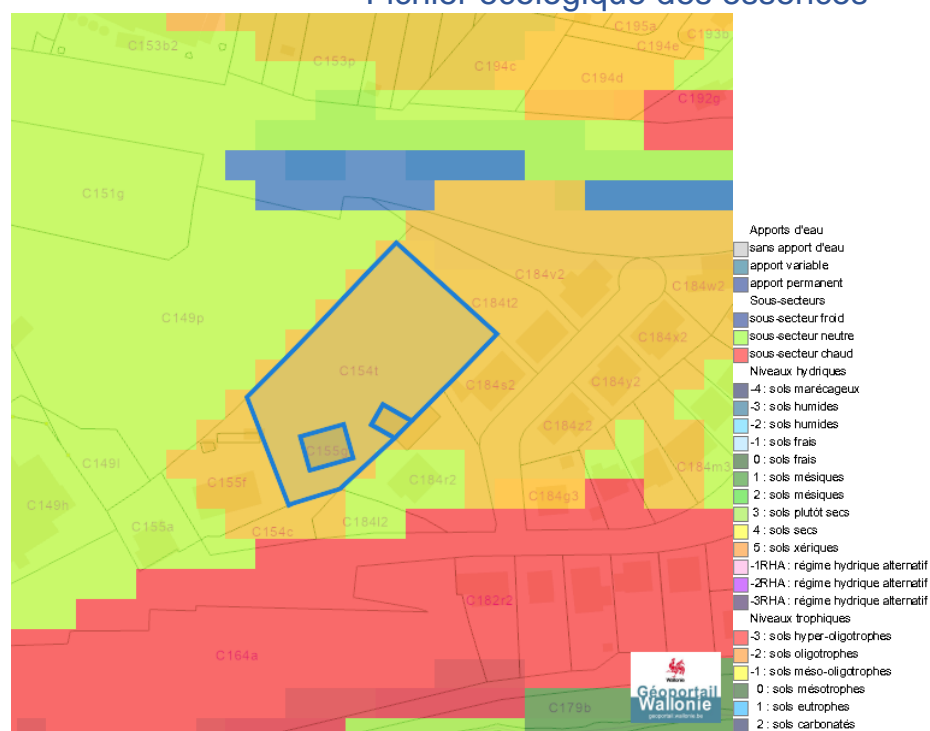 Fichier écologique des essences
C153b2
C153p
C194c
C195a
C194e
C193b
C194d
C192g
C151g
C149p
C184v2
C184w2
C184t2
C184x2
C154t
C184s2
C184y2
C184z2
C149l
C155f
C184r2
C184m3
C184g3
C149h
C155a
C154c
C184l2
C182r2
C164a
C179b
Wallonie
Géoportail
Wallonie
geoportail.wallonie.be
Apports d'eau
sans apport d'eau
apport variable
apport permanent
Sous-secteurs
sous-secteur froid
sous-secteur neutre
sous-secteur chaud
Niveaux hydriques
-4 : sols marécageux
-3 : sols humides
-2 : sols humides
-1 : sols frais
0 : sols frais
1 : sols mésiques
2 : sols mésiques
3 : sols plutôt secs
4 : sols secs
5 : sols xériques
-1RHA : régime hydrique alternatif
-2RHA : régime hydrique alternatif
-3RHA : régime hydrique alternatif
Niveaux trophiques
-3 : sols hyper-oligotrophes
-2 : sols oligotrophes
-1 : sols méso-oligotrophes
0 : sols mésotrophes
1 : sols eutrophes
2 : sols carbonatés